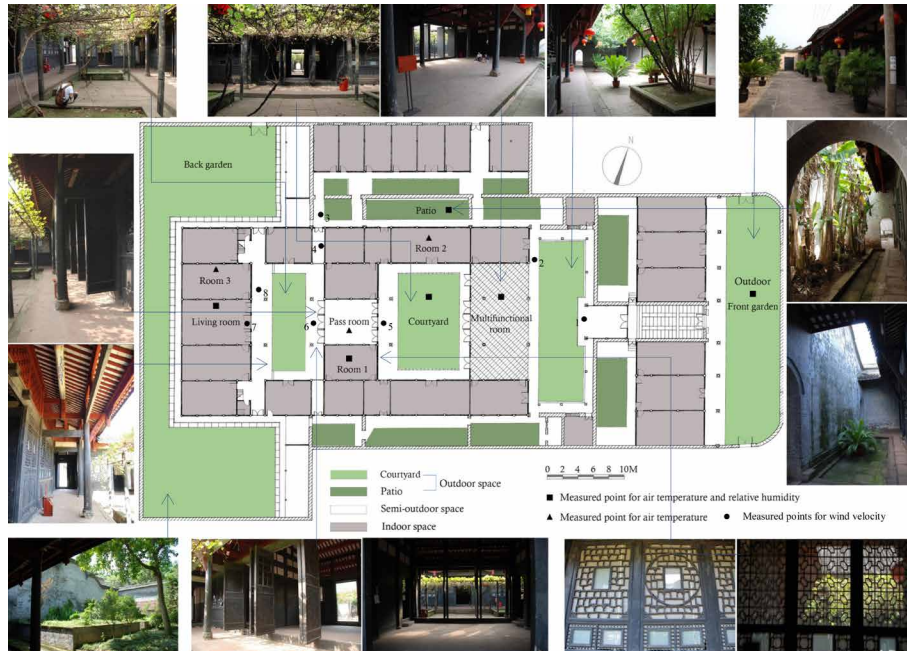 N
Back garden
Patio
3
4
Room 2
2
Room 3
8
Outdoor
Front garden
Living room
7
6
Pass room
5
Courtyard
Multifunctional
room
1
Room 1
0 2 4 6 8 10M
Courtyard
Patio
Outdoor space
Semi-outdoor space
Indoor space
Measured point for air temperature and relative humidity
Measured point for air temperature
Measured points for wind velocity